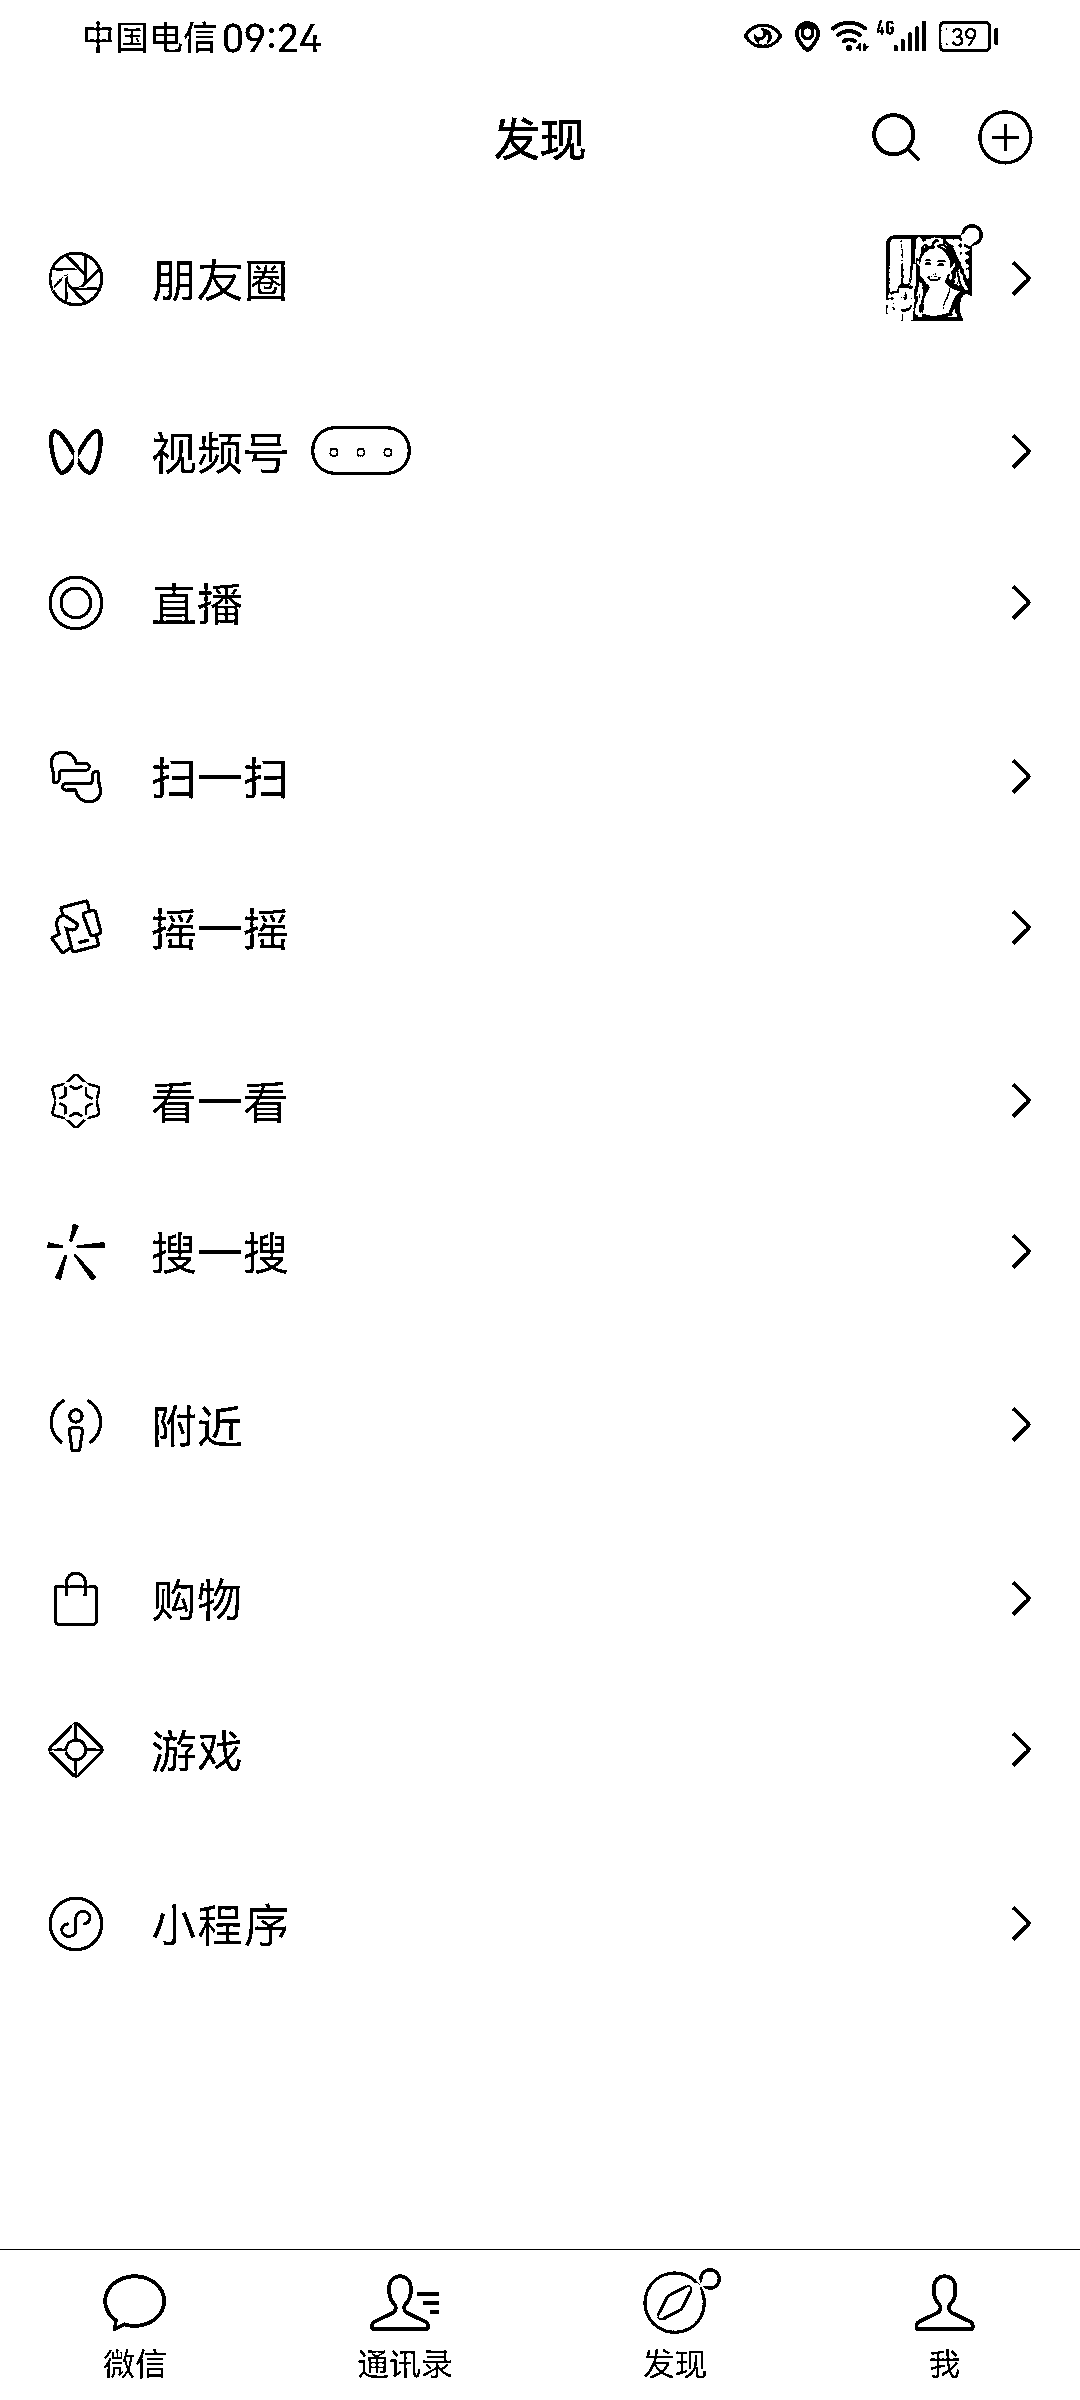 中国电信 09:24
4G 39
发现
朋友圈
视频号
直播
扫一扫
摇一摇
看一看
搜一搜
附近
购物
游戏
小程序
微信 通讯录 发现 我